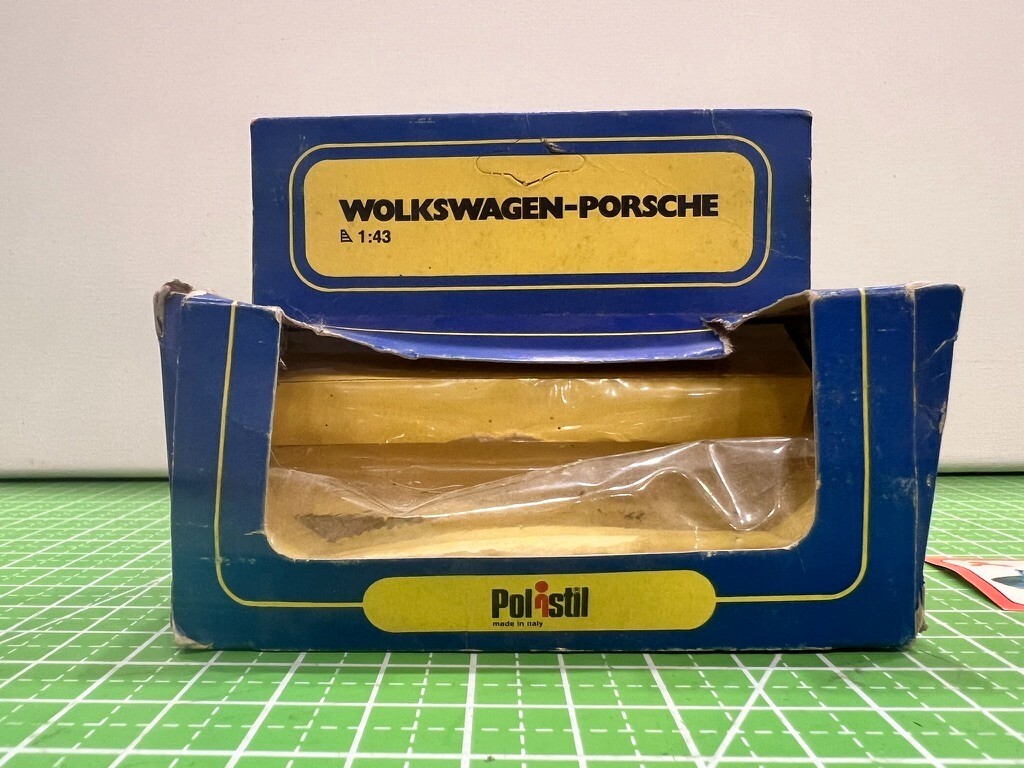 WOLKSWAGEN-PORSCHE
1:43
Polistil
made in Italy